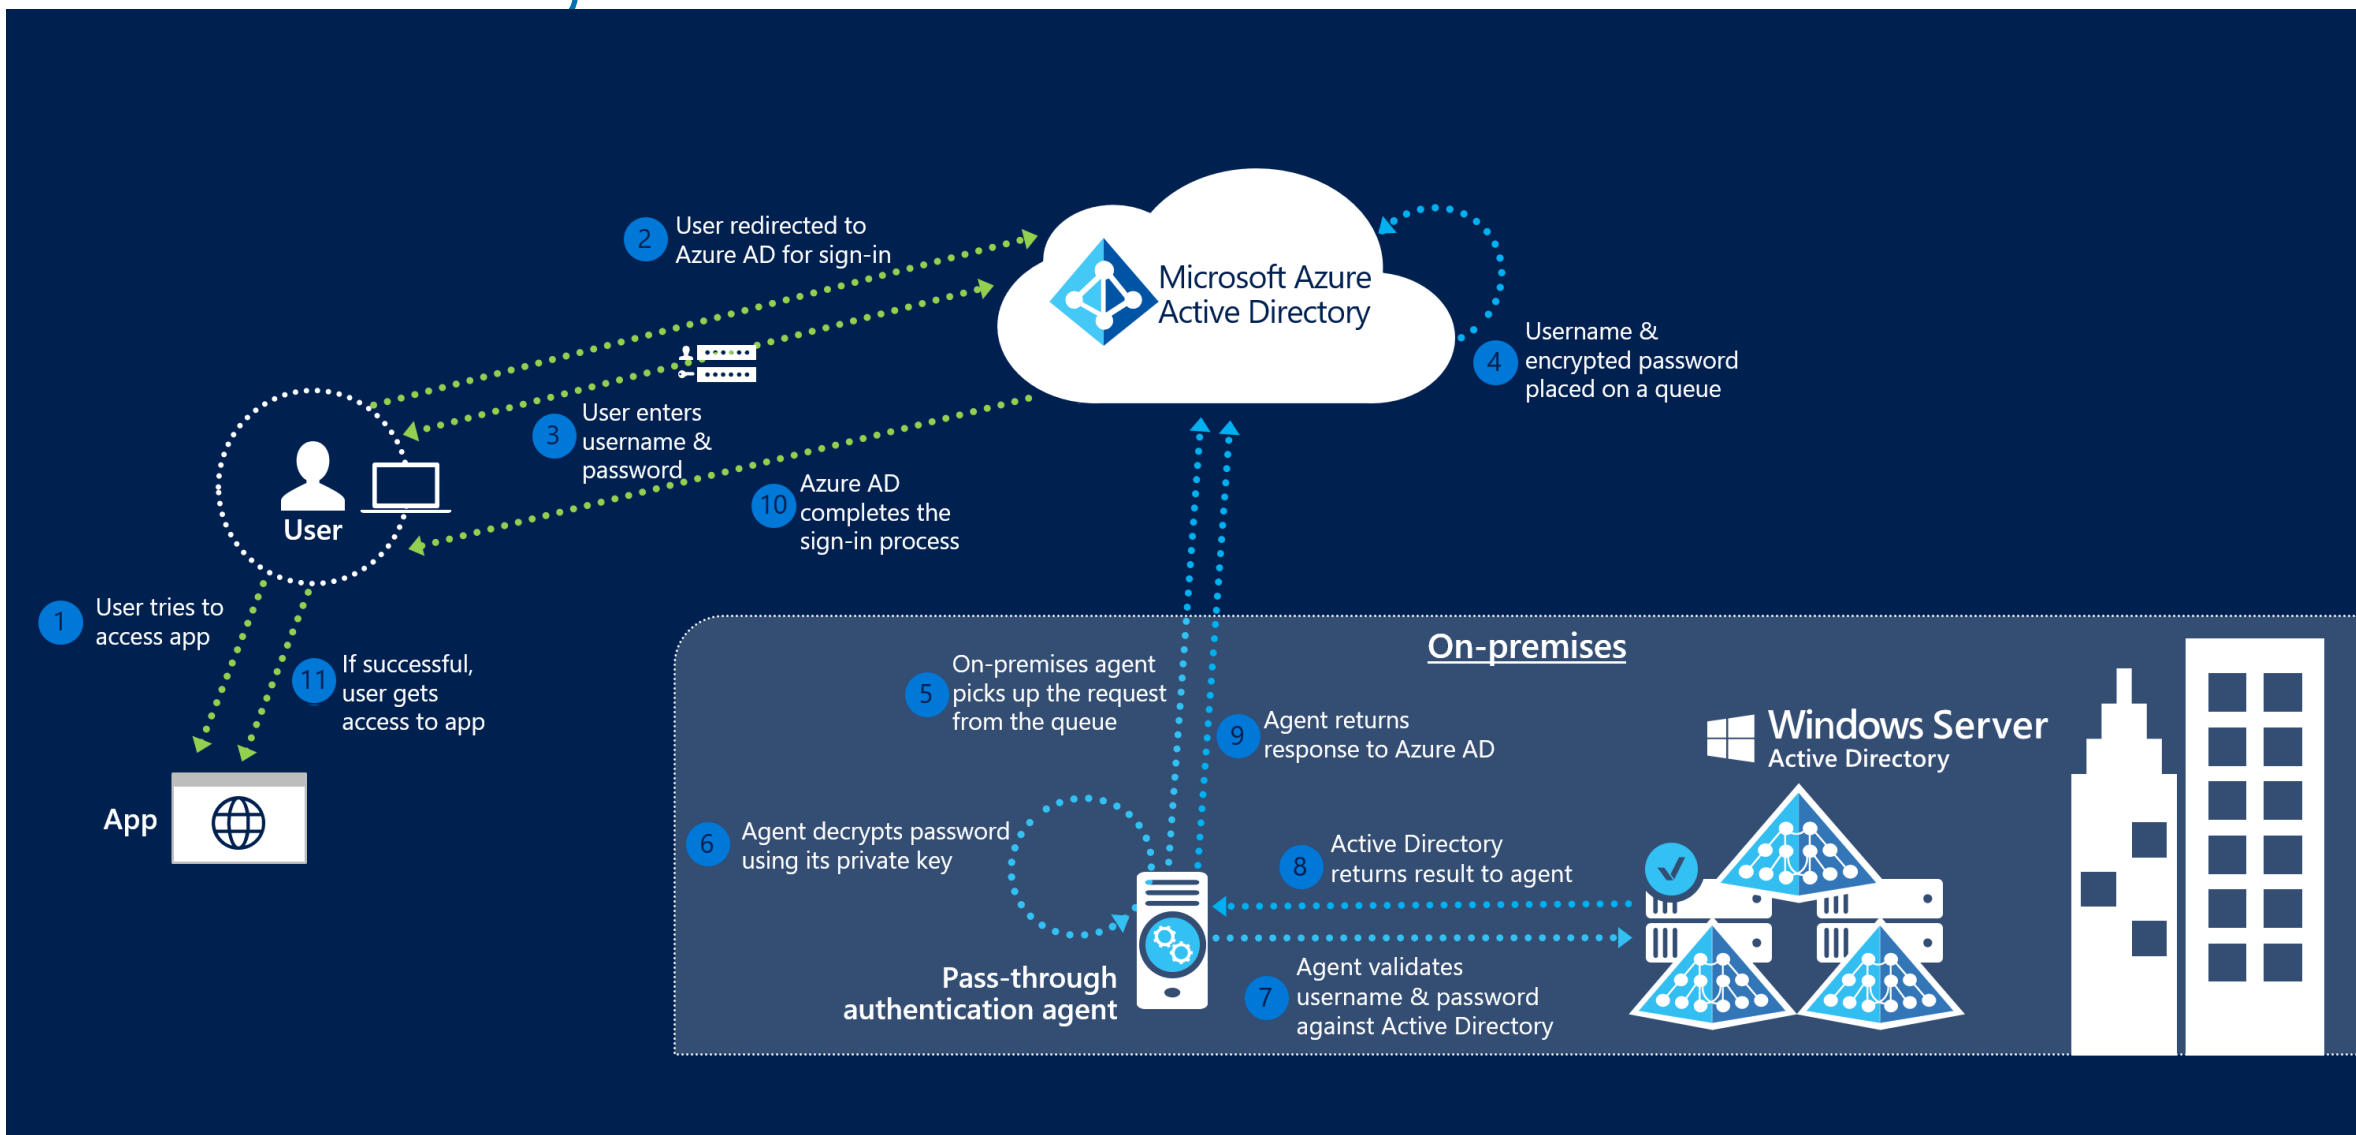 2
User redirected to
Azure AD for sign-in
Microsoft Azure
Active Directory
4
Username &
encrypted password
placed on a queue
3
User enters
username &
password
10
Azure AD
completes the
sign-in process
User
1
User tries to
access app
11
If successful,
user gets
access to app
App
On-premises
5
On-premises agent
picks up the request
from the queue
9
Agent returns
response to Azure AD
Windows Server
Active Directory
6
Agent decrypts password
using its private key
8
Active Directory
returns result to agent
Pass-through
authentication agent
7
Agent validates
username & password
against Active Directory